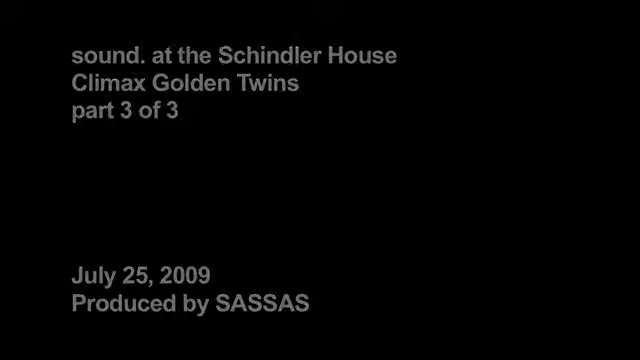 sound. at the Schindler House
Climax Golden Twins
part 3 of 3
July 25, 2009
Produced by SASSAS